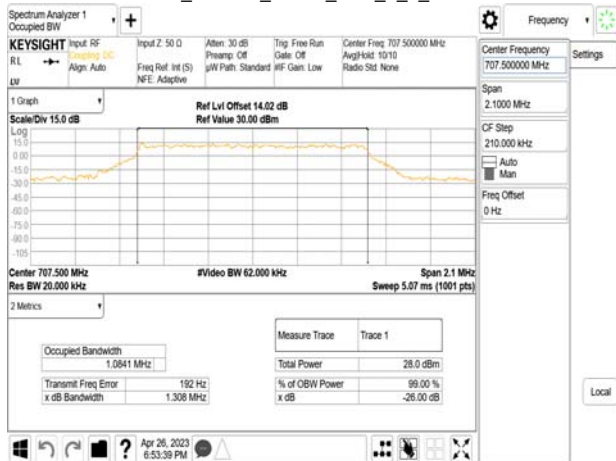 Spectrum Analyzer 1
Occupied BW
+
Frequency
KEYSIGHT
RL
Input: RF
Coupling: DC
Align: Auto
Input Z: 50 Ω
Freq Ref: Int (S)
NFE: Adaptive
Atten: 30 dB
Preamp: Off
µW Path: Standard
Trig: Free Run
Gate: Off
#IF Gain: Low
Center Freq: 707.500000 MHz
Avg|Hold: 10/10
Radio Std: None
Center Frequency
707.500000 MHz
Settings
Span
2.1000 MHz
CF Step
210.000 kHz
Auto
Man
Freq Offset
0 Hz
1 Graph
Scale/Div 15.0 dB
Ref Lvl Offset 14.02 dB
Ref Value 30.00 dBm
Log
15.0
0.00
-15.0
-30.0
-45.0
-60.0
-75.0
-90.0
-105
Center 707.500 MHz
#Video BW 62.000 kHz
Span 2.1 MHz
Res BW 20.000 kHz
Sweep 5.07 ms (1001 pts)
2 Metrics
Measure Trace Trace 1
Occupied Bandwidth
1.0841 MHz
Total Power 28.0 dBm
Transmit Freq Error 192 Hz
% of OBW Power 99.00 %
x dB Bandwidth 1.308 MHz
x dB -26.00 dB
Local
?
Apr 26, 2023
6:53:39 PM